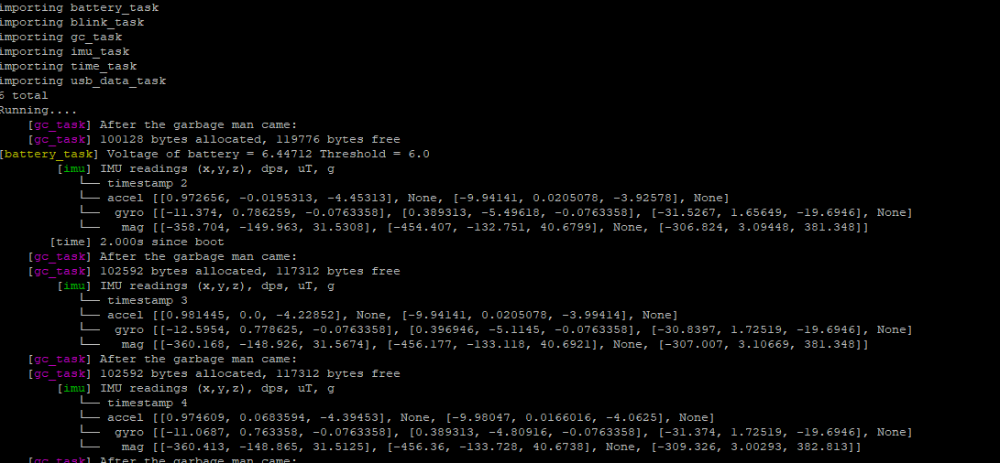 importing battery_task
importing blink_task
importing gc_task
importing imu_task
importing time_task
importing usb_data_task
6 total
Running....
[gc_task] After the garbage man came:
[gc_task] 100128 bytes allocated, 119776 bytes free
[battery_task] Voltage of battery = 6.44712 Threshold = 6.0
[imu] IMU readings (x,y,z), dps, uT, g
└── timestamp 2
└── accel [[0.972656, -0.0195313, -4.45313], None, [-9.94141, 0.0205078, -3.92578], None]
└── gyro [[-11.374, 0.786259, -0.0763358], [0.389313, -5.49618, -0.0763358], [-31.5267, 1.65649, -19.6946], None]
└── mag [[-358.704, -149.963, 31.5308], [-454.407, -132.751, 40.6799], None, [-306.824, 3.09448, 381.348]]
[time] 2.000s since boot
[gc_task] After the garbage man came:
[gc_task] 102592 bytes allocated, 117312 bytes free
[imu] IMU readings (x,y,z), dps, uT, g
└── timestamp 3
└── accel [[0.981445, 0.0, -4.22852], None, [-9.94141, 0.0205078, -3.99414], None]
└── gyro [[-12.5954, 0.778625, -0.0763358], [0.396946, -5.1145, -0.0763358], [-30.8397, 1.72519, -19.6946], None]
└── mag [[-360.168, -148.926, 31.5674], [-456.177, -133.118, 40.6921], None, [-307.007, 3.10669, 381.348]]
[gc_task] After the garbage man came:
[gc_task] 102592 bytes allocated, 117312 bytes free
[imu] IMU readings (x,y,z), dps, uT, g
└── timestamp 4
└── accel [[0.974609, 0.0683594, -4.39453], None, [-9.98047, 0.0166016, -4.0625], None]
└── gyro [[-11.0687, 0.763358, -0.0763358], [0.389313, -4.80916, -0.0763358], [-31.374, 1.72519, -19.6946], None]
└── mag [[-360.413, -148.865, 31.5125], [-456.36, -133.728, 40.6738], None, [-309.326, 3.00293, 382.813]]
[gc_task] After the garbage man came: